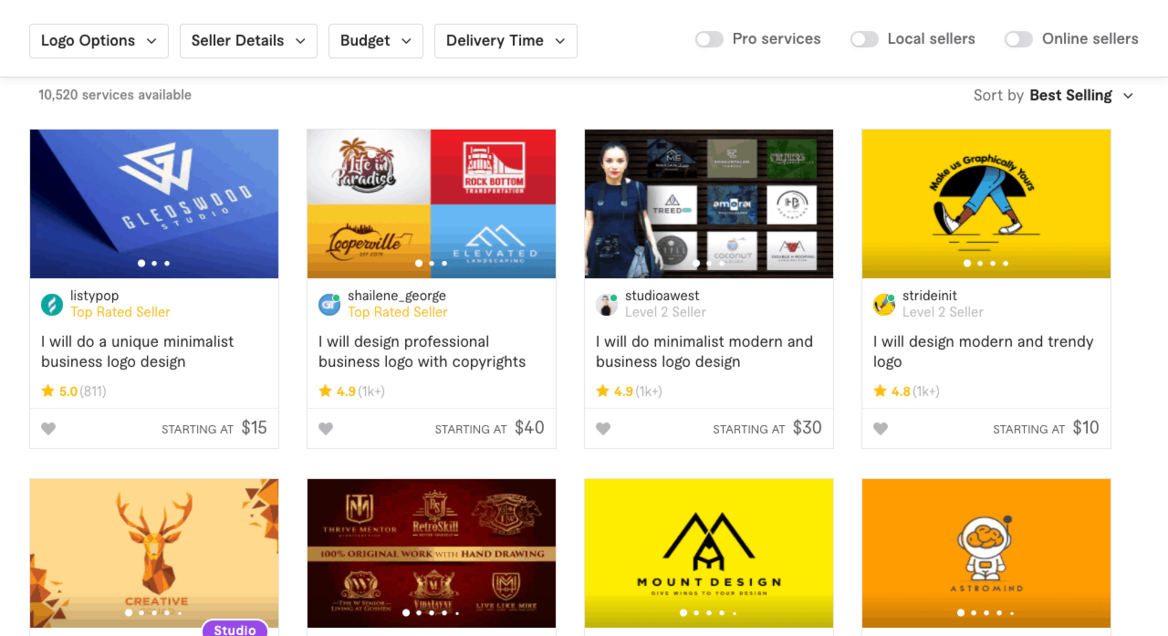 Logo Options
Seller Details
Budget
Delivery Time
Pro services
Local sellers
Online sellers
10,520 services available
Sort by Best Selling
GLEDSWOOD
STUDIO
Life in
Paradise
ROCK BOTTOM
TRANSPORTATION
Looperville
ELEVATED
LANDSCAPING
TREED
amorai
COCONUT
Make us Graphically Yours
listypop
Top Rated Seller
I will do a unique minimalist
business logo design
5.0 (811)
STARTING AT $15
shailene_george
Top Rated Seller
I will design professional
business logo with copyrights
4.9 (1k+)
STARTING AT $40
studioawest
Level 2 Seller
I will do minimalist modern and
business logo design
4.9 (1k+)
STARTING AT $30
strideinit
Level 2 Seller
I will design modern and trendy
logo
4.8 (1k+)
STARTING AT $10
CREATIVE
Studio
THRIVE MENTOR
RetroSkill
100% ORIGINAL WORK WITH HAND DRAWING
THE W SENIOR
LIVING AT GOSHEN
VIDAFAYNE
LIVE LIKE MIKE
MOUNT DESIGN
GIVE WINGS TO YOUR DESIGN
ASTROMIND